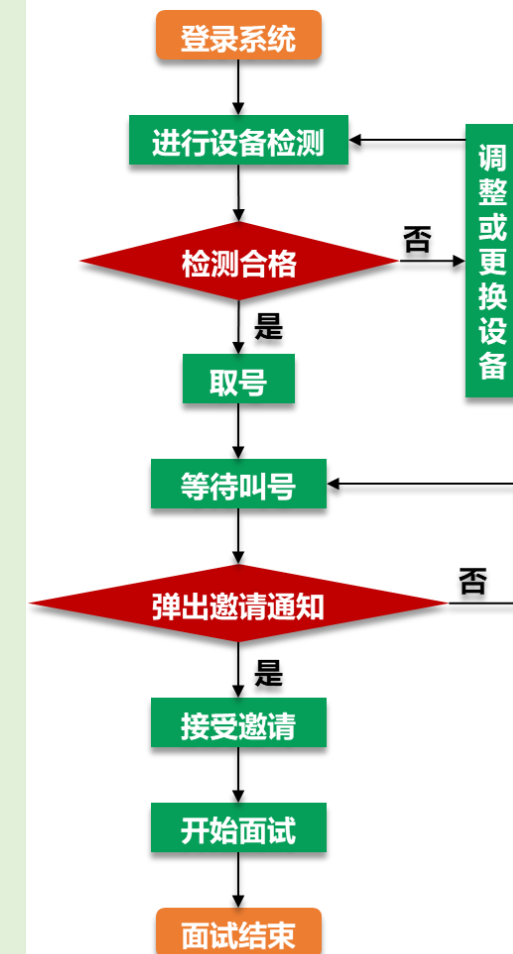 登录系统
进行设备检测
调整或更换设备
检测合格
否
是
取号
等待叫号
弹出邀请通知
否
是
接受邀请
开始面试
面试结束